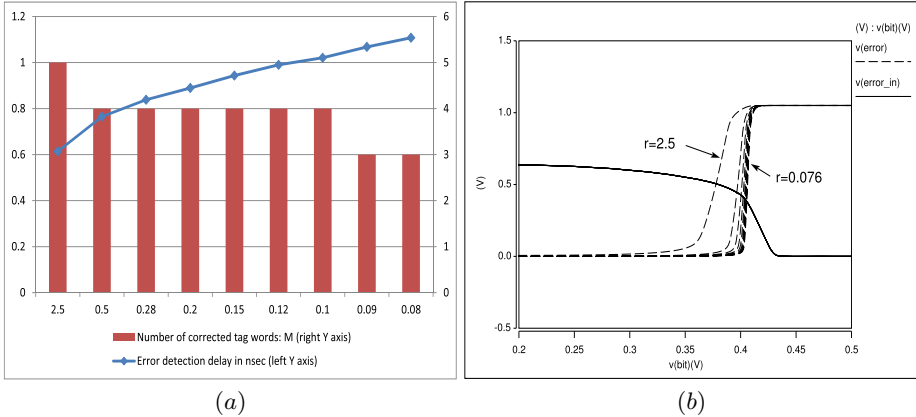 1.2
1
0.8
0.6
0.4
0.2
0
6
5
4
3
2
1
0
2.5 0.5 0.28 0.2 0.15 0.12 0.1 0.09 0.08
Number of corrected tag words: M (right Y axis)
Error detection delay in nsec (left Y axis)
(a)
(V) : v(bit)(V)
v(error)
v(error_in)
1.5
1.0
0.5
0.0
-0.5
(V)
r=2.5
r=0.076
0.2 0.25 0.3 0.35 0.4 0.45 0.5
v(bit)(V)
(b)